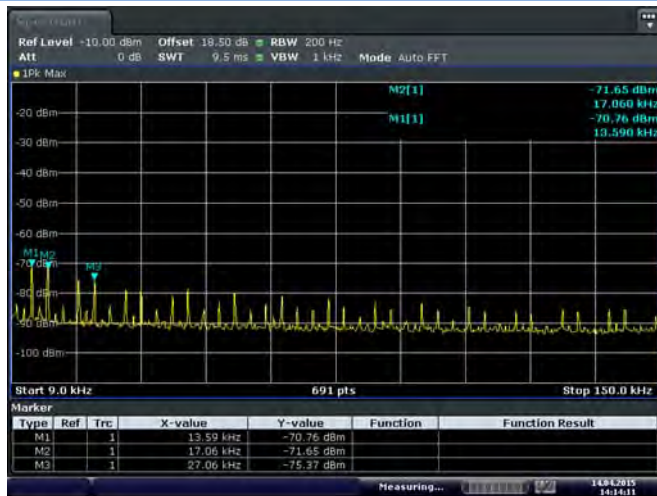 Spectrum
Ref Level -10.00 dBm Offset 18.50 dB RBW 200 Hz
Att 0 dB SWT 9.5 ms VBW 1 kHz Mode Auto FFT
1Pk Max
M2[1] -71.65 dBm
17.060 kHz
M1[1] -70.76 dBm
13.590 kHz
-20 dBm
-30 dBm
-40 dBm
-50 dBm
-60 dBm
M1 M2
-70 dBm
M3
-80 dBm
-90 dBm
-100 dBm
Start 9.0 kHz 691 pts Stop 150.0 kHz
Marker
Type Ref Trc X-value Y-value Function Function Result
M1 1 13.59 kHz -70.76 dBm
M2 1 17.06 kHz -71.65 dBm
M3 1 27.06 kHz -75.37 dBm
Measuring... 14.04.2015
14:14:11